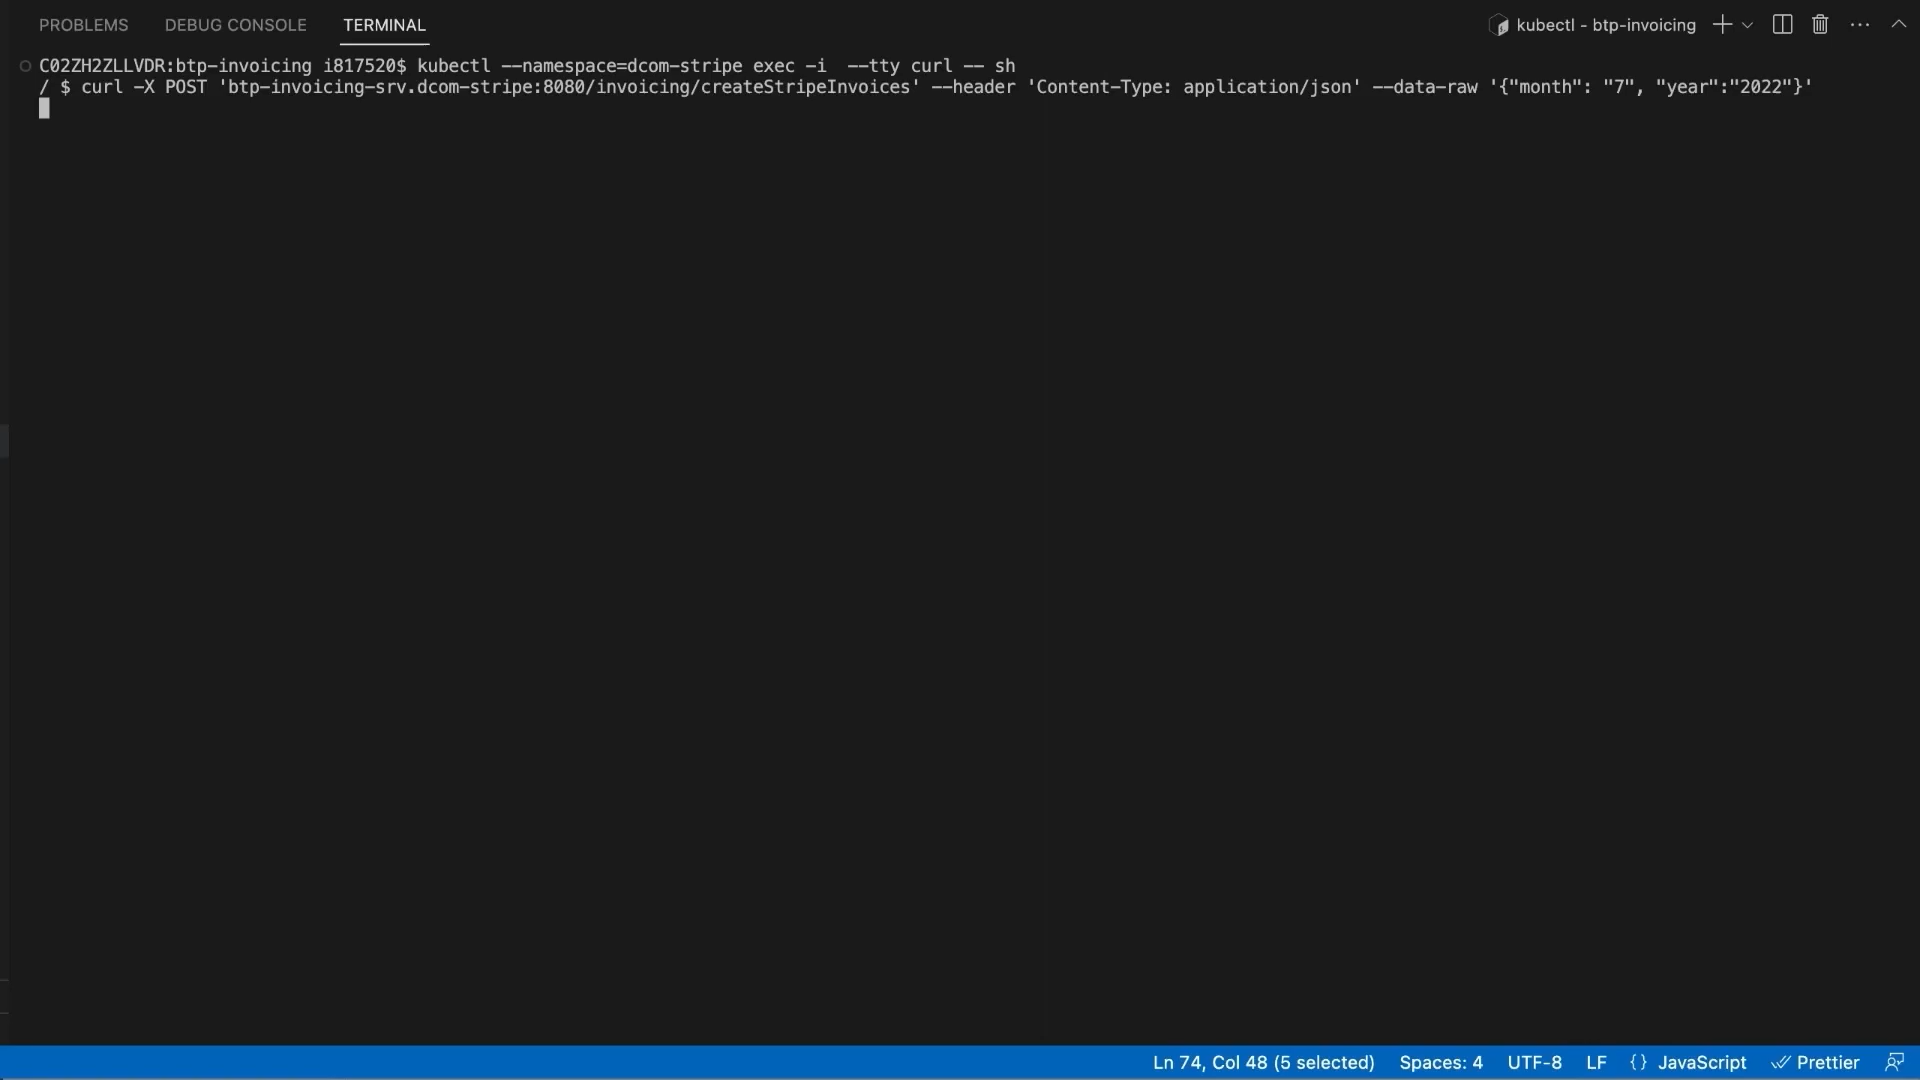 PROBLEMS DEBUG CONSOLE TERMINAL kubectl - btp-invoicing
C02ZH2ZLLVDR:btp-invoicing i817520$ kubectl --namespace=dcom-stripe exec -i  --tty curl -- sh
/ $ curl -X POST 'btp-invoicing-srv.dcom-stripe:8080/invoicing/createStripeInvoices' --header 'Content-Type: application/json' --data-raw '{"month": "7", "year":"2022"}'
Ln 74, Col 48 (5 selected) Spaces: 4 UTF-8 LF {} JavaScript Prettier